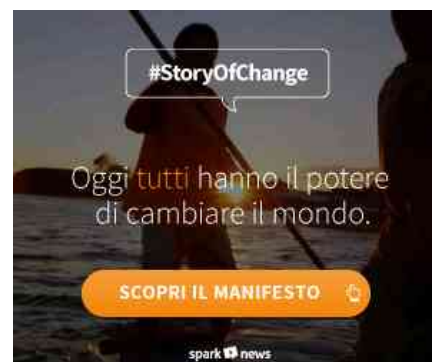 #StoryOfChange
Oggi tutti hanno il potere
di cambiare il mondo.
SCOPRI IL MANIFESTO
spark news